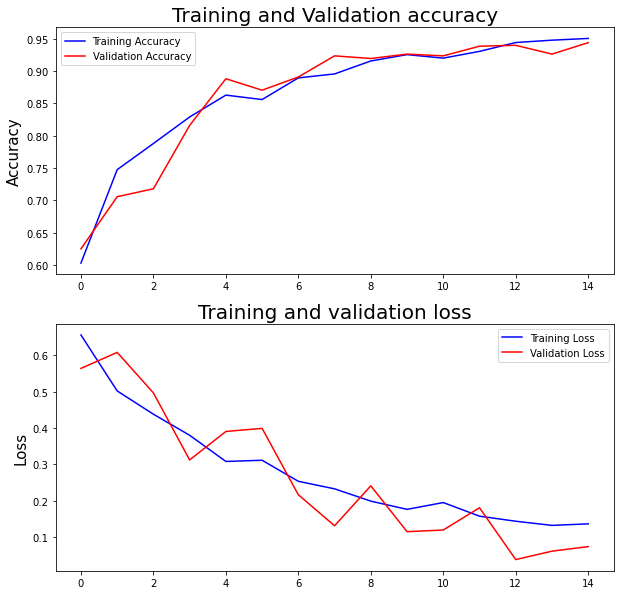 Training and Validation accuracy
Training Accuracy
Validation Accuracy
Accuracy
0.95
0.90
0.85
0.80
0.75
0.70
0.65
0.60
0 2 4 6 8 10 12 14
Training and validation loss
Training Loss
Validation Loss
Loss
0.6
0.5
0.4
0.3
0.2
0.1
0 2 4 6 8 10 12 14